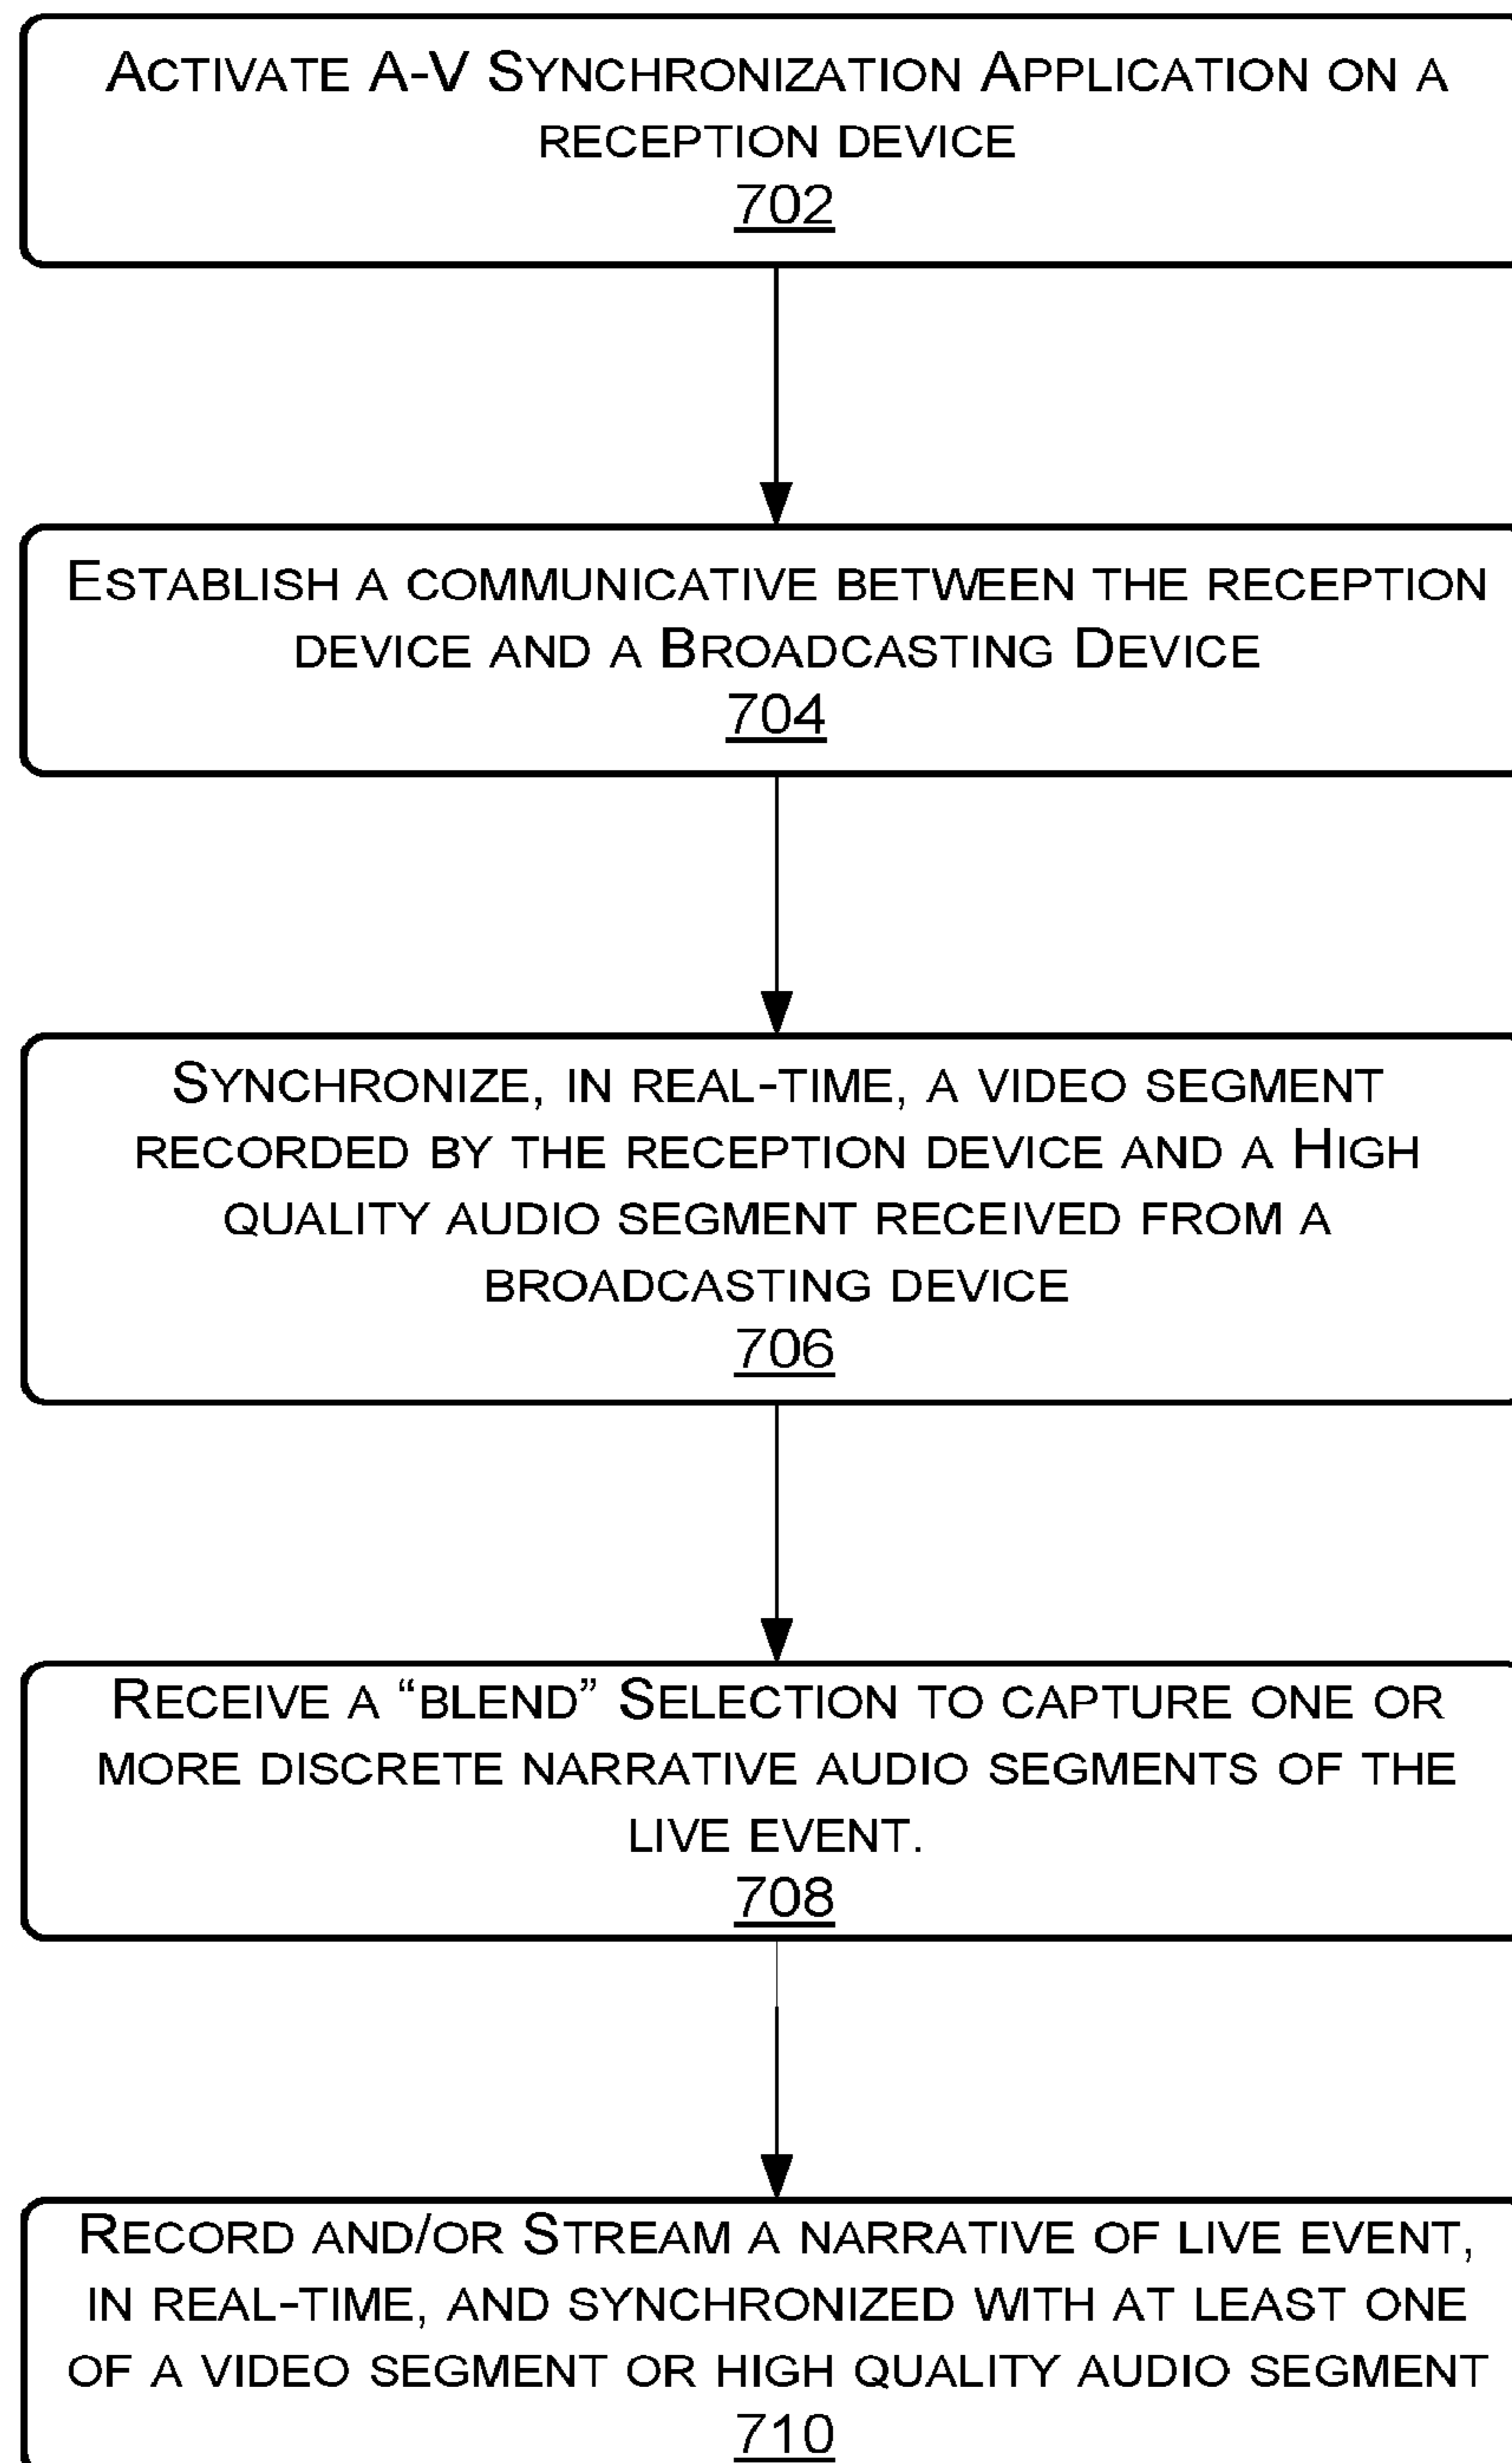 ACTIVATE A-V SYNCHRONIZATION APPLICATION ON A
RECEPTION DEVICE
702
ESTABLISH A COMMUNICATIVE BETWEEN THE RECEPTION
DEVICE AND A BROADCASTING DEVICE
704
SYNCHRONIZE, IN REAL-TIME, A VIDEO SEGMENT
RECORDED BY THE RECEPTION DEVICE AND A HIGH
QUALITY AUDIO SEGMENT RECEIVED FROM A
BROADCASTING DEVICE
706
RECEIVE A “BLEND” SELECTION TO CAPTURE ONE OR
MORE DISCRETE NARRATIVE AUDIO SEGMENTS OF THE
LIVE EVENT.
708
RECORD AND/OR STREAM A NARRATIVE OF LIVE EVENT,
IN REAL-TIME, AND SYNCHRONIZED WITH AT LEAST ONE
OF A VIDEO SEGMENT OR HIGH QUALITY AUDIO SEGMENT
710